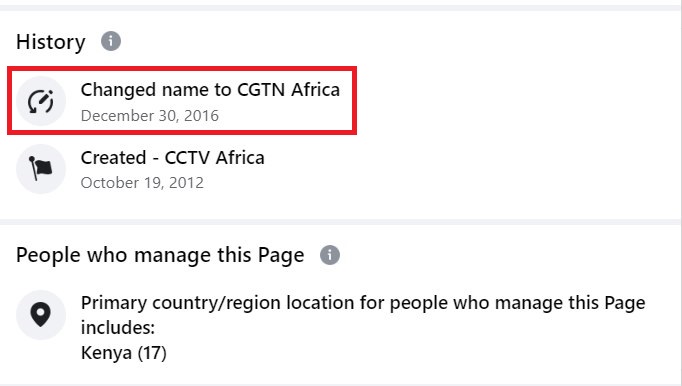 History
Changed name to CGTN Africa
December 30, 2016
Created - CCTV Africa
October 19, 2012
People who manage this Page
Primary country/region location for people who manage this Page
includes:
Kenya (17)